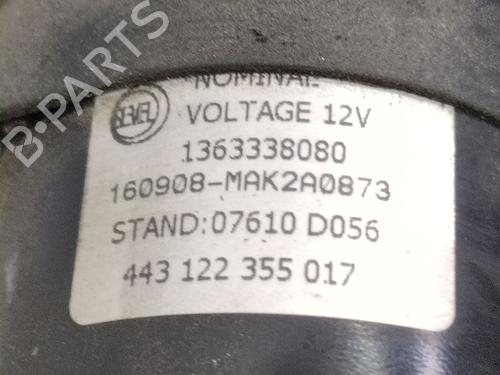 NOMINAL
SEVEL
VOLTAGE 12V
1363338080
160908-MAK2A0873
STAND:07610 D056
443 122 355 017
B-PARTS